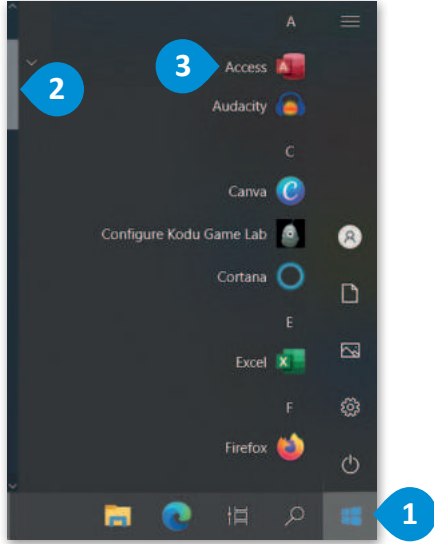 A
3
Access
2
Audacity
C
Canva
Configure Kodu Game Lab
Cortana
E
Excel
F
Firefox
1